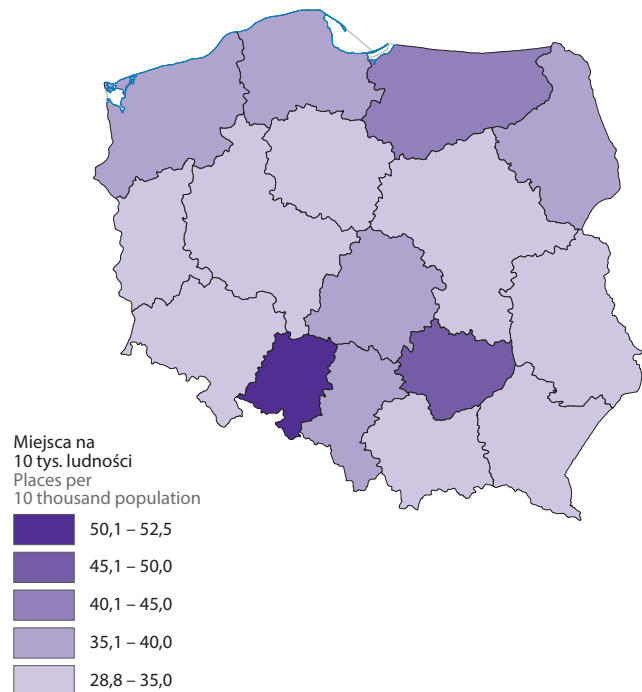 Miejsca na
10 tys. ludności
Places per
10 thousand population
50,1 – 52,5
45,1 – 50,0
40,1 – 45,0
35,1 – 40,0
28,8 – 35,0